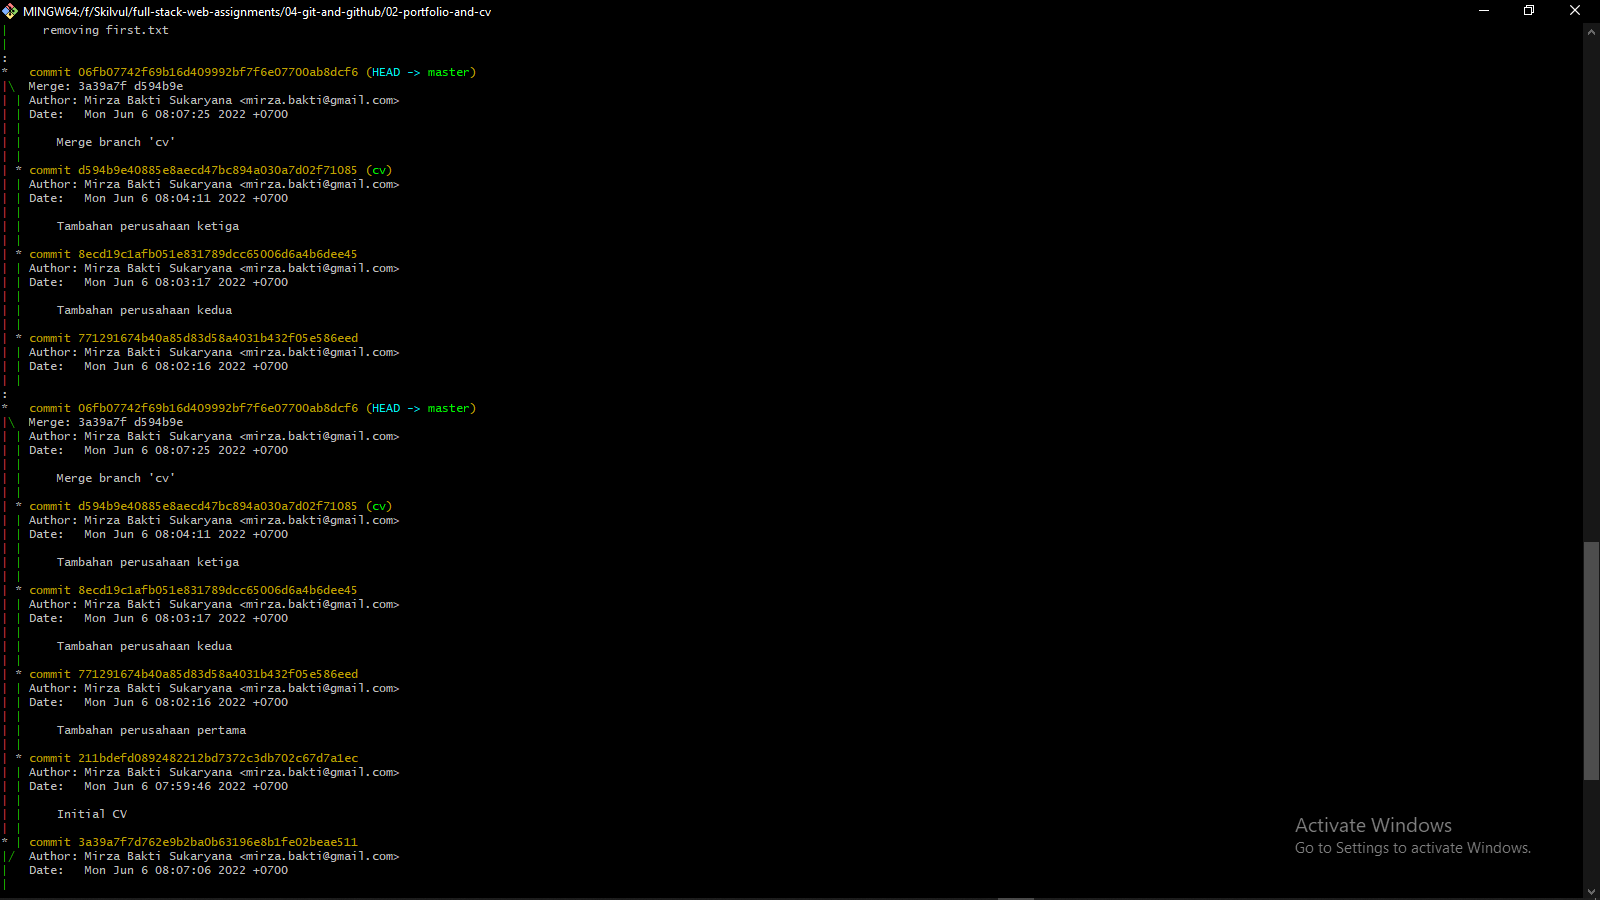 MINGW64:/f/Skilvul/full-stack-web-assignments/04-git-and-github/02-portfolio-and-cv
|     removing first.txt
|
:
*   commit 06fb07742f69b16d409992bf7f6e07700ab8dcf6 (HEAD -> master)
|\  Merge: 3a39a7f d594b9e
| | Author: Mirza Bakti Sukaryana <mirza.bakti@gmail.com>
| | Date:   Mon Jun 6 08:07:25 2022 +0700
| |
| |     Merge branch 'cv'
| |
| * commit d594b9e40885e8aecd47bc894a030a7d02f71085 (cv)
| | Author: Mirza Bakti Sukaryana <mirza.bakti@gmail.com>
| | Date:   Mon Jun 6 08:04:11 2022 +0700
| |
| |     Tambahan perusahaan ketiga
| |
| * commit 8ecd19c1afb051e831789dcc65006d6a4b6dee45
| | Author: Mirza Bakti Sukaryana <mirza.bakti@gmail.com>
| | Date:   Mon Jun 6 08:03:17 2022 +0700
| |
| |     Tambahan perusahaan kedua
| |
| * commit 771291674b40a85d83d58a4031b432f05e586eed
| | Author: Mirza Bakti Sukaryana <mirza.bakti@gmail.com>
| | Date:   Mon Jun 6 08:02:16 2022 +0700
| |
:
*   commit 06fb07742f69b16d409992bf7f6e07700ab8dcf6 (HEAD -> master)
|\  Merge: 3a39a7f d594b9e
| | Author: Mirza Bakti Sukaryana <mirza.bakti@gmail.com>
| | Date:   Mon Jun 6 08:07:25 2022 +0700
| |
| |     Merge branch 'cv'
| |
| * commit d594b9e40885e8aecd47bc894a030a7d02f71085 (cv)
| | Author: Mirza Bakti Sukaryana <mirza.bakti@gmail.com>
| | Date:   Mon Jun 6 08:04:11 2022 +0700
| |
| |     Tambahan perusahaan ketiga
| |
| * commit 8ecd19c1afb051e831789dcc65006d6a4b6dee45
| | Author: Mirza Bakti Sukaryana <mirza.bakti@gmail.com>
| | Date:   Mon Jun 6 08:03:17 2022 +0700
| |
| |     Tambahan perusahaan kedua
| |
| * commit 771291674b40a85d83d58a4031b432f05e586eed
| | Author: Mirza Bakti Sukaryana <mirza.bakti@gmail.com>
| | Date:   Mon Jun 6 08:02:16 2022 +0700
| |
| |     Tambahan perusahaan pertama
| |
| * commit 211bdefd0892482212bd7372c3db702c67d7a1ec
| | Author: Mirza Bakti Sukaryana <mirza.bakti@gmail.com>
| | Date:   Mon Jun 6 07:59:46 2022 +0700
| |
| |     Initial CV
| |
* | commit 3a39a7f7d762e9b2ba0b63196e8b1fe02beae511
|/  Author: Mirza Bakti Sukaryana <mirza.bakti@gmail.com>
|   Date:   Mon Jun 6 08:07:06 2022 +0700
|
Activate Windows
Go to Settings to activate Windows.